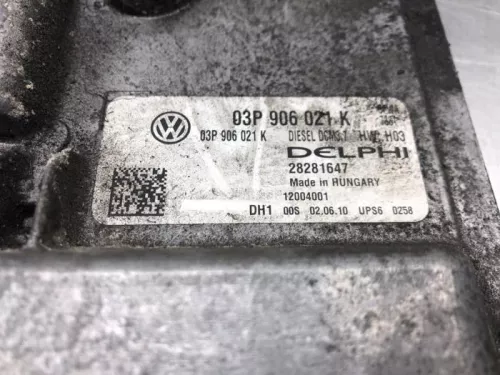 03P 906 021 K
03P 906 021 K DIESEL DCM3.7 HW: H03
DELPHI
28281647
Made in HUNGARY
12004001
DH1 00S 02.06.10 UPS6 0258